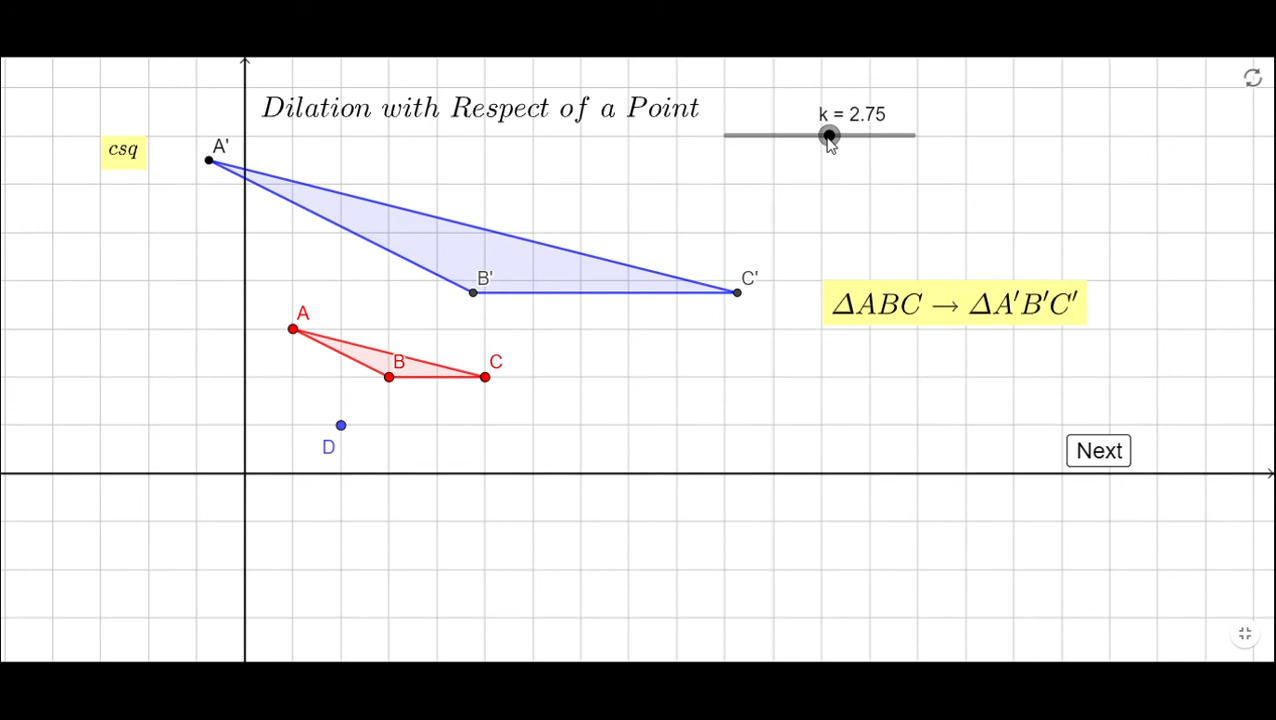 Dilation with Respect of a Point
k = 2.75
csq
A'
B'
C'
ΔABC → ΔA′B′C′
A
B
C
D
Next